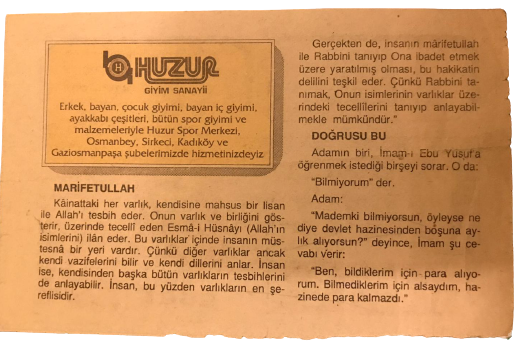 HUZUR
GİYİM SANAYİİ
Erkek, bayan, çocuk giyimi, bayan iç giyimi,
ayakkabı çeşitleri, bütün spor giyimi ve
malzemeleriyle Huzur Spor Merkezi,
Osmanbey, Sirkeci, Kadıköy ve
Gaziosmanpaşa şubelerimizde hizmetinizdeyiz
MARİFETULLAH
Kâinattaki her varlık, kendisine mahsus bir lisan
ile Allah'ı tesbih eder. Onun varlık ve birliğini gös-
terir, üzerinde tecellî eden Esmâ-i Hüsnâyı (Allah'ın
isimlerini) ilân eder. Bu varlıklar içinde insanın müs-
tesnâ bir yeri vardır. Çünkü diğer varlıklar ancak
kendi vazifelerini bilir ve kendi dillerini anlar. İnsan
ise, kendisinden başka bütün varlıkların tesbihlerini
de anlayabilir. İnsan, bu yüzden varlıkların en şe-
reflisidir.
Gerçekten de, insanın mârifetullah
ile Rabbini tanıyıp Ona ibadet etmek
üzere yaratılmış olması, bu hakikatin
delilini teşkil eder. Çünkü Rabbini ta-
nımak, Onun isimlerinin varlıklar üze-
rindeki tecellîlerini tanıyıp anlayabil-
mekle mümkündür."
DOĞRUSU BU
Adamın biri, İmam-ı Ebu Yusuf'a
öğrenmek istediği birşeyi sorar. O da:
"Bilmiyorum" der.
Adam:
"Mademki bilmiyorsun, öyleyse ne
diye devlet hazinesinden boşuna ay-
lık alıyorsun?" deyince, İmam şu ce-
vabı verir:
"Ben, bildiklerim için para alıyo-
rum. Bilmediklerim için alsaydım, ha-
zinede para kalmazdı."